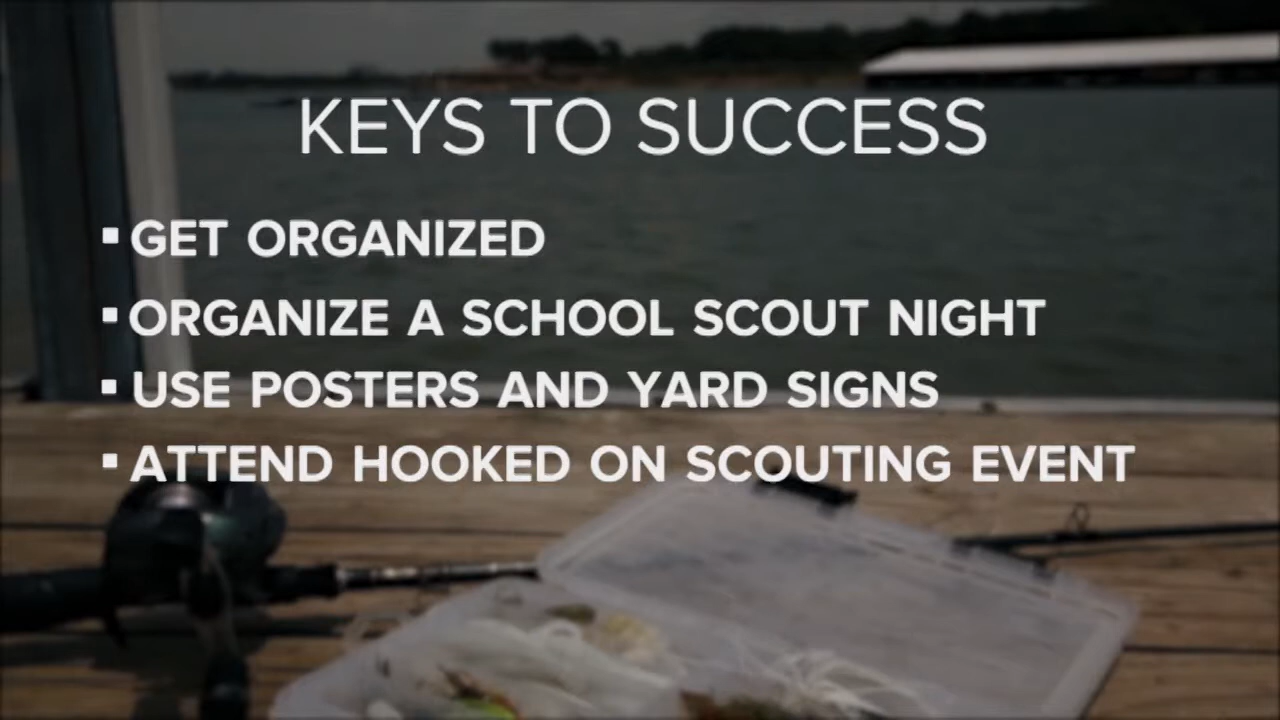 KEYS TO SUCCESS
▪ GET ORGANIZED
▪ ORGANIZE A SCHOOL SCOUT NIGHT
▪ USE POSTERS AND YARD SIGNS
▪ ATTEND HOOKED ON SCOUTING EVENT